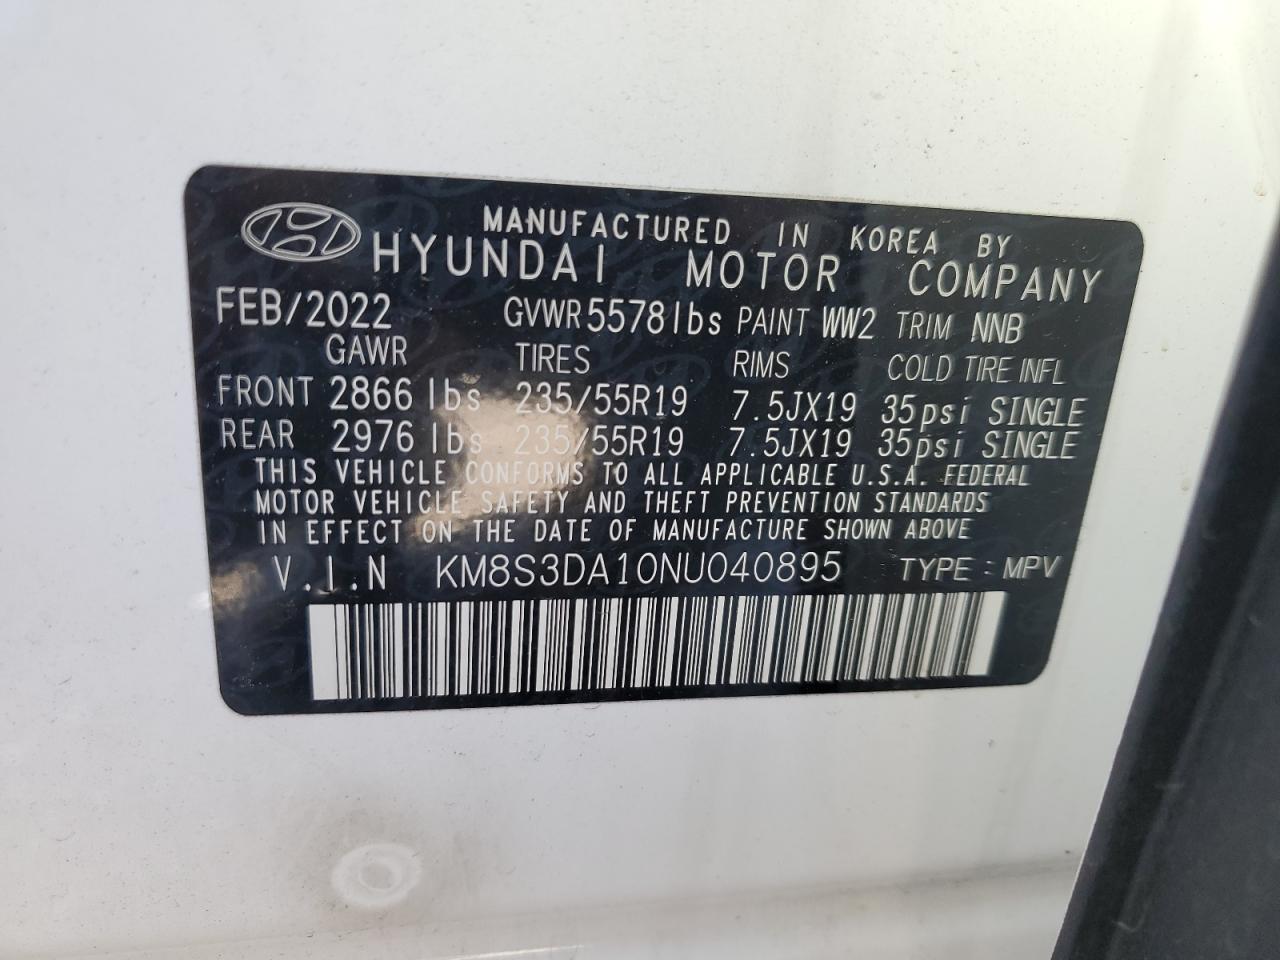 MANUFACTURED IN KOREA BY
HYUNDAI MOTOR COMPANY
FEB/2022 GVWR 5578 lbs PAINT WW2 TRIM NNB
GAWR TIRES RIMS COLD TIRE INFL
FRONT 2866 lbs 235/55R19 7.5JX19 35psi SINGLE
REAR 2976 lbs 235/55R19 7.5JX19 35psi SINGLE
THIS VEHICLE CONFORMS TO ALL APPLICABLE U.S.A. FEDERAL
MOTOR VEHICLE SAFETY AND THEFT PREVENTION STANDARDS
IN EFFECT ON THE DATE OF MANUFACTURE SHOWN ABOVE
V.I.N KM8S3DA10NU040895 TYPE : MPV